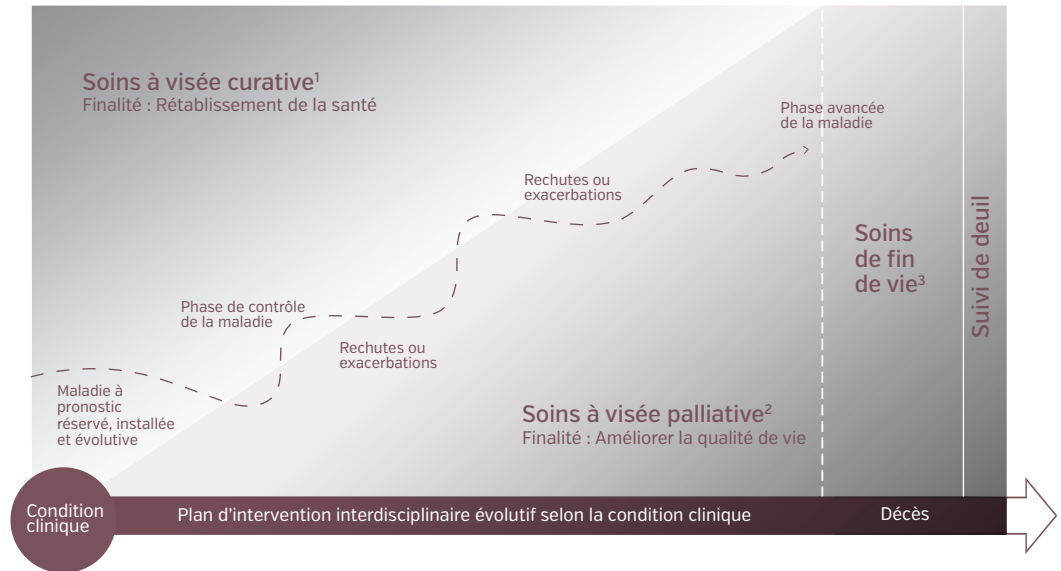 Soins à visée curative¹
Finalité : Rétablissement de la santé
Phase avancée
de la maladie
Rechutes ou
exacerbations
Soins
de fin
de vie³
Suivi de deuil
Phase de contrôle
de la maladie
Rechutes ou
exacerbations
Maladie à
pronostic
réservé, installée
et évolutive
Soins à visée palliative²
Finalité : Améliorer la qualité de vie
Condition
clinique
Plan d'intervention interdisciplinaire évolutif selon la condition clinique
Décès